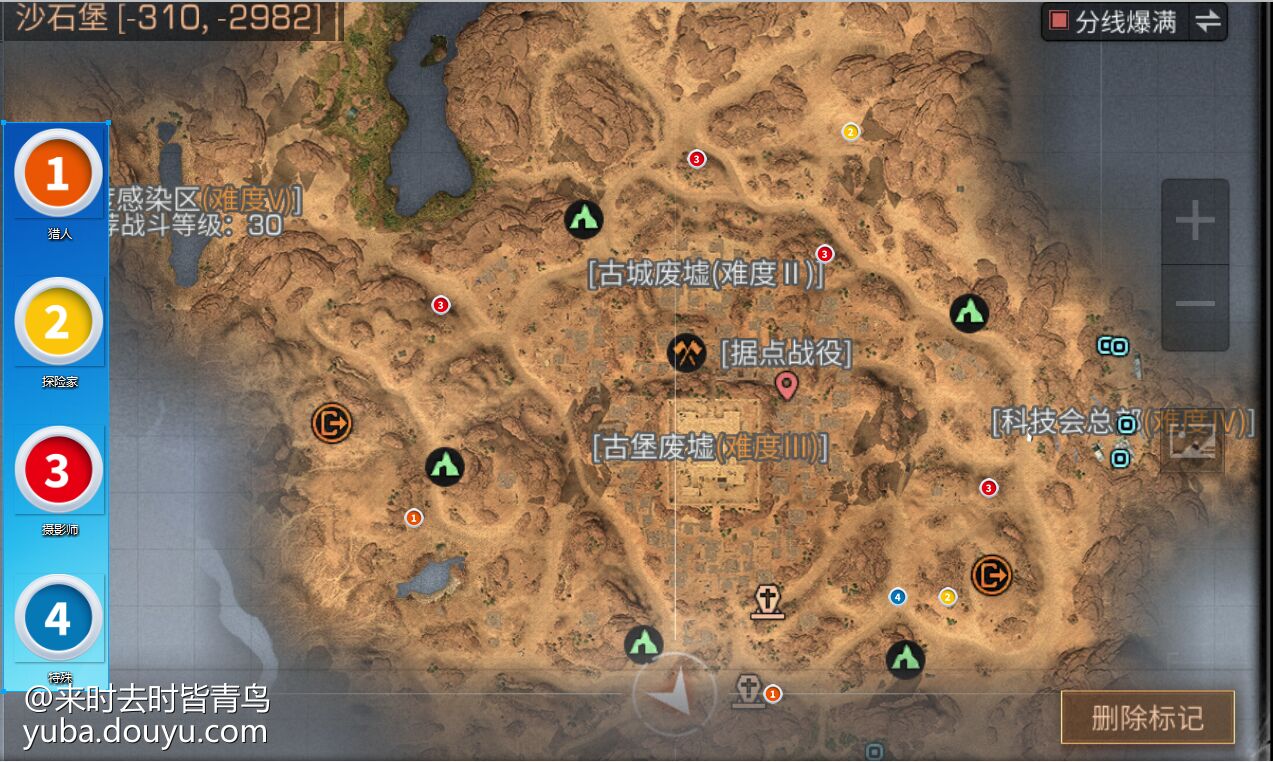 沙石堡 [-310, -2982]
分线爆满
1
猎人
感染区(难度V)]
荐战斗等级：30
2
探险家
3
摄影师
4
特殊
2
3
3
3
[古城废墟(难度II)]
[据点战役]
[科技会总部(难度IV)]
[古堡废墟(难度III)]
3
1
4
2
1
删除标记
@来时去时皆青鸟
yuba.douyu.com